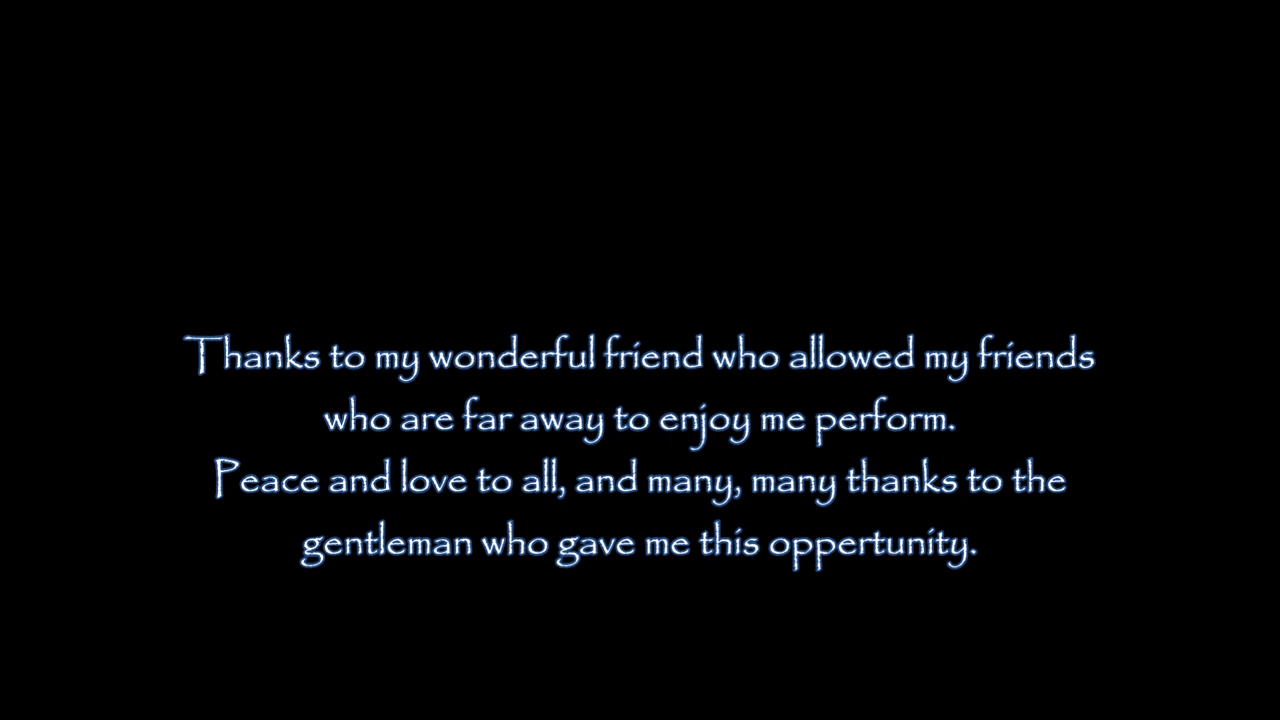 Thanks to my wonderful friend who allowed my friends
who are far away to enjoy me perform.
Peace and love to all, and many, many thanks to the
gentleman who gave me this oppertunity.